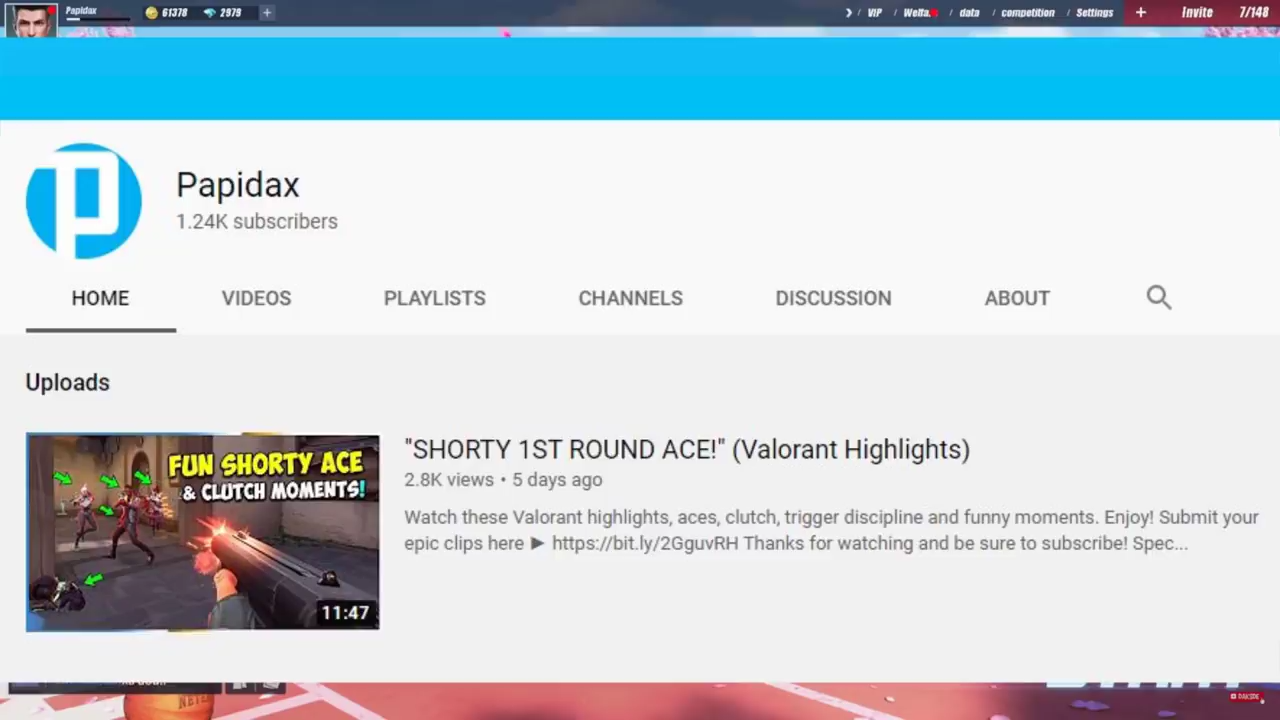 Papidax
61378
2979
VIP
data
competition
Settings
Invite
7/148
Papidax
1.24K subscribers
HOME
VIDEOS
PLAYLISTS
CHANNELS
DISCUSSION
ABOUT
Uploads
FUN SHORTY ACE
& CLUTCH MOMENTS!
11:47
"SHORTY 1ST ROUND ACE!" (Valorant Highlights)
2.8K views • 5 days ago
Watch these Valorant highlights, aces, clutch, trigger discipline and funny moments. Enjoy! Submit your
epic clips here ► https://bit.ly/2GguvRH Thanks for watching and be sure to subscribe! Spec...